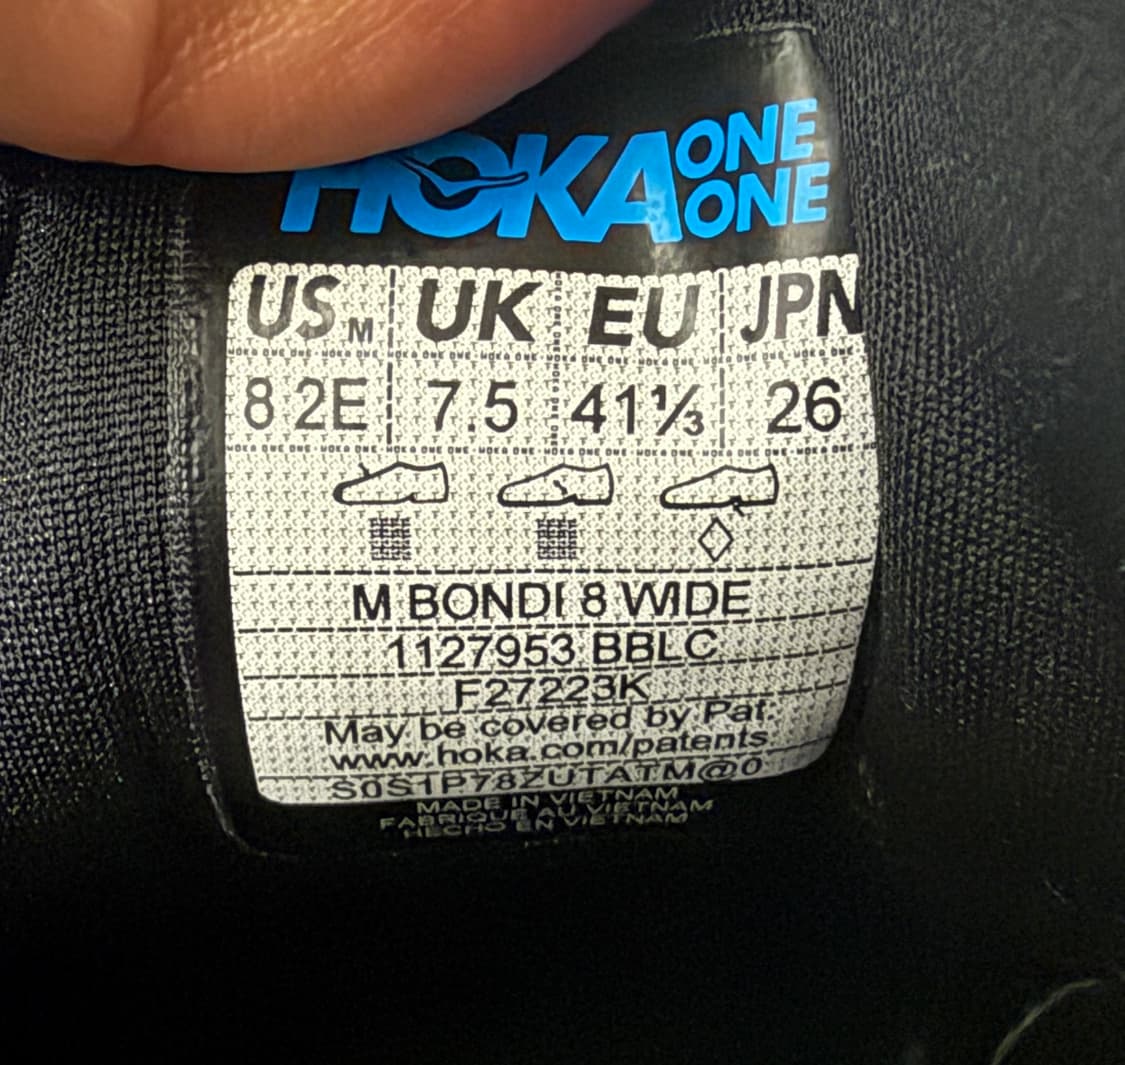 HOKA ONE ONE
US M UK EU JPN
8 2E 7.5 41⅓ 26
M BONDI 8 WIDE
1127953 BBLC
F27223K
May be covered by Pat.
www.hoka.com/patents
S0S1P78ZUTATM@0
MADE IN VIETNAM
FABRIQUE AU VIETNAM
HECHO EN VIETNAM